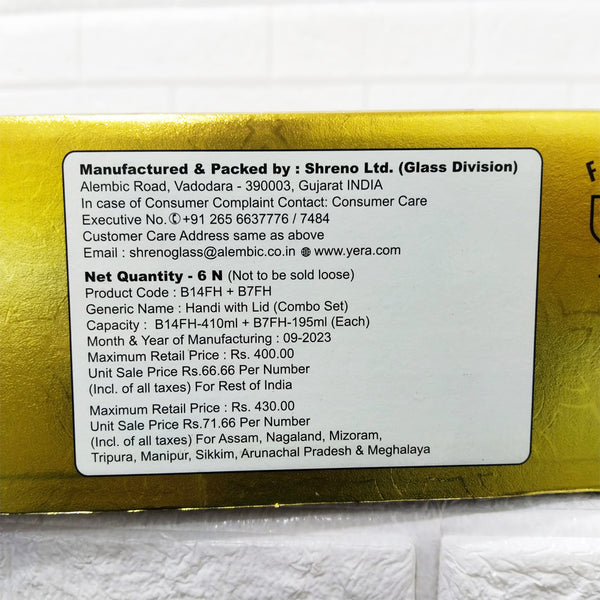 Manufactured & Packed by : Shreno Ltd. (Glass Division)
Alembic Road, Vadodara - 390003, Gujarat INDIA
In case of Consumer Complaint Contact: Consumer Care
Executive No. ✆+91 265 6637776 / 7484
Customer Care Address same as above
Email : shrenoglass@alembic.co.in www.yera.com
Net Quantity - 6 N (Not to be sold loose)
Product Code : B14FH + B7FH
Generic Name : Handi with Lid (Combo Set)
Capacity : B14FH-410ml + B7FH-195ml (Each)
Month & Year of Manufacturing : 09-2023
Maximum Retail Price : Rs. 400.00
Unit Sale Price Rs.66.66 Per Number
(Incl. of all taxes) For Rest of India
Maximum Retail Price : Rs. 430.00
Unit Sale Price Rs.71.66 Per Number
(Incl. of all taxes) For Assam, Nagaland, Mizoram,
Tripura, Manipur, Sikkim, Arunachal Pradesh & Meghalaya